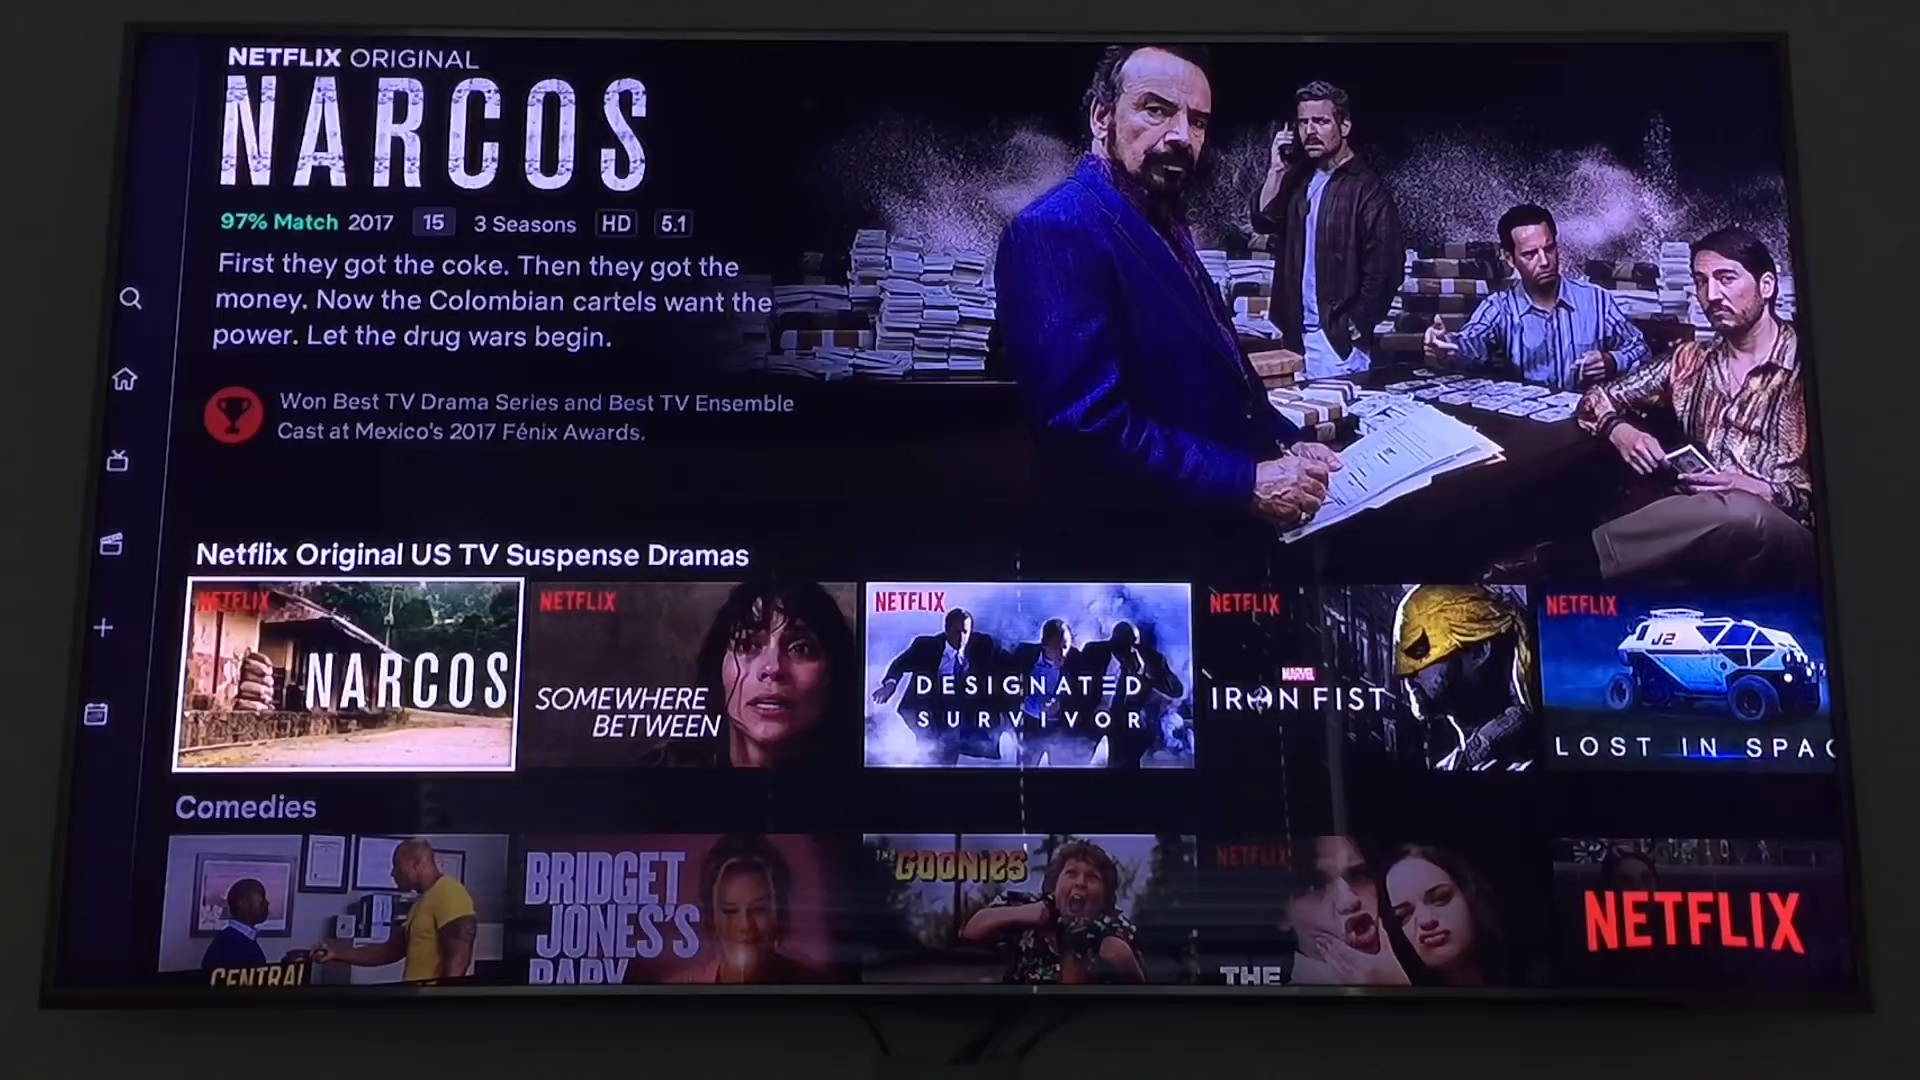 NETFLIX ORIGINAL
NARCOS
97% Match 2017 15 3 Seasons HD 5.1
First they got the coke. Then they got the
money. Now the Colombian cartels want the
power. Let the drug wars begin.
Won Best TV Drama Series and Best TV Ensemble
Cast at Mexico's 2017 Fénix Awards.
Netflix Original US TV Suspense Dramas
NETFLIX
NARCOS
NETFLIX
SOMEWHERE
BETWEEN
NETFLIX
DESIGNATED
SURVIVOR
NETFLIX
MARVEL
IRON FIST
NETFLIX
J2
LOST IN SPAC
Comedies
CENTRAL
BRIDGET
JONES'S
BABY
THE
GOONIES
NETFLIX
THE
NETFLIX